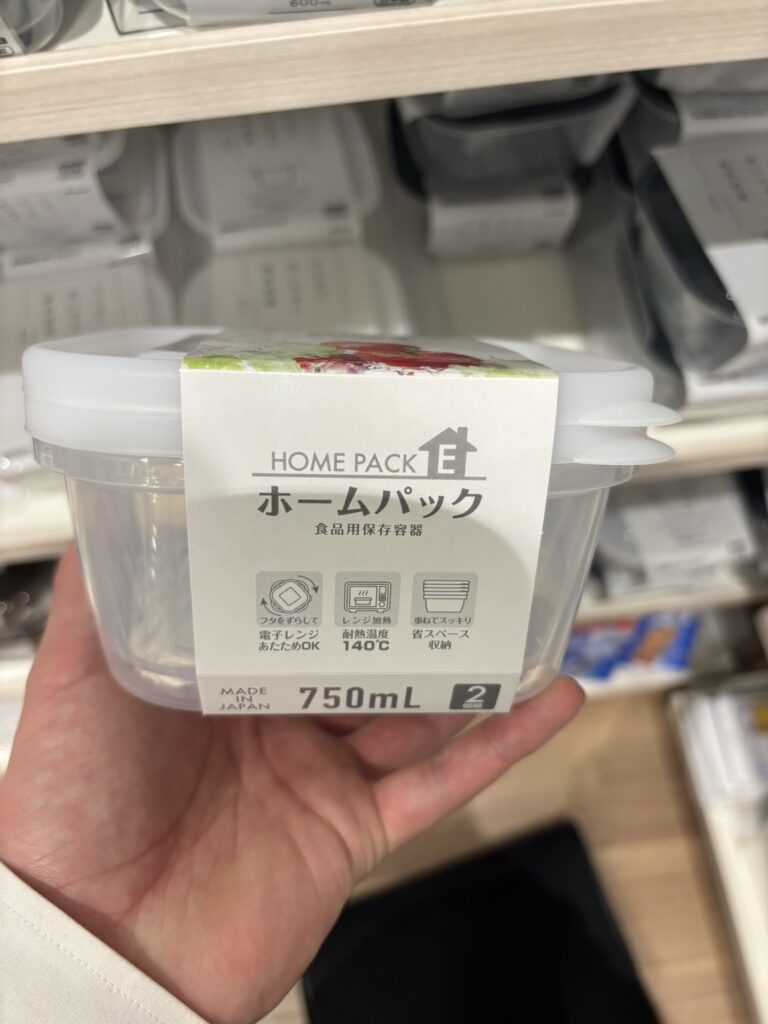 600mL
HOME PACK E
ホームパック
食品用保存容器
フタをずらして
電子レンジ
あたためOK
レンジ加熱
耐熱温度
140℃
重ねてスッキリ
省スペース
収納
MADE
IN
JAPAN
750mL
2
個組